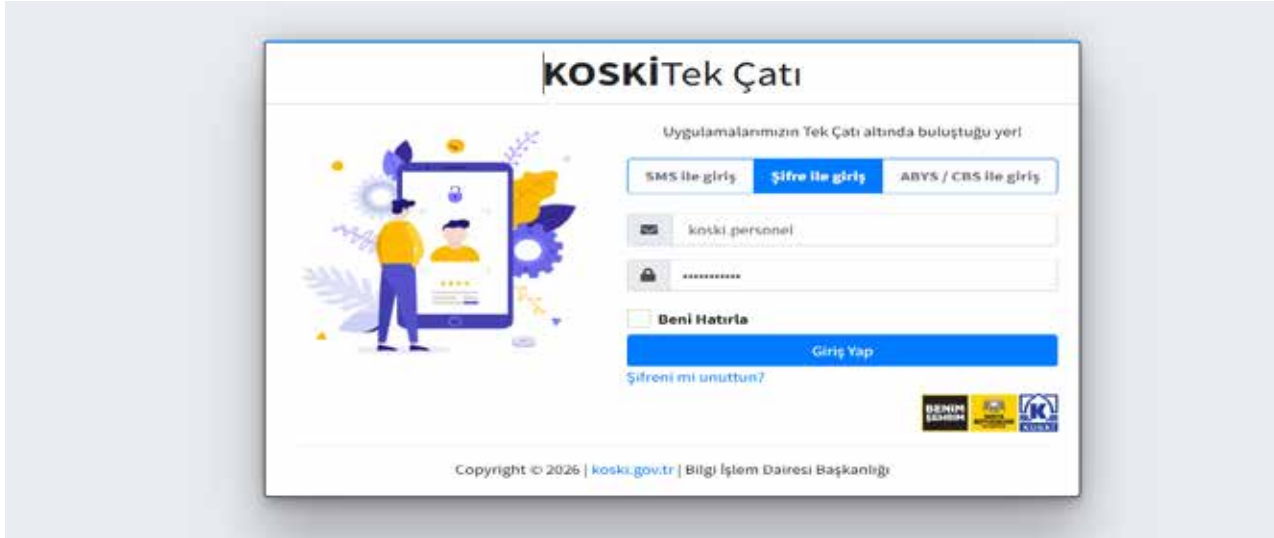 KOSKİTek Çatı
Uygulamalarımızın Tek Çatı altında buluştuğu yer!
SMS ile giriş
Şifre ile giriş
ABYS / CBS ile giriş
koski.personel
Beni Hatırla
Giriş Yap
Şifreni mi unuttun?
BENİM
ŞEHRİM
KOSKİ
Copyright © 2026 | koski.gov.tr | Bilgi İşlem Dairesi Başkanlığı